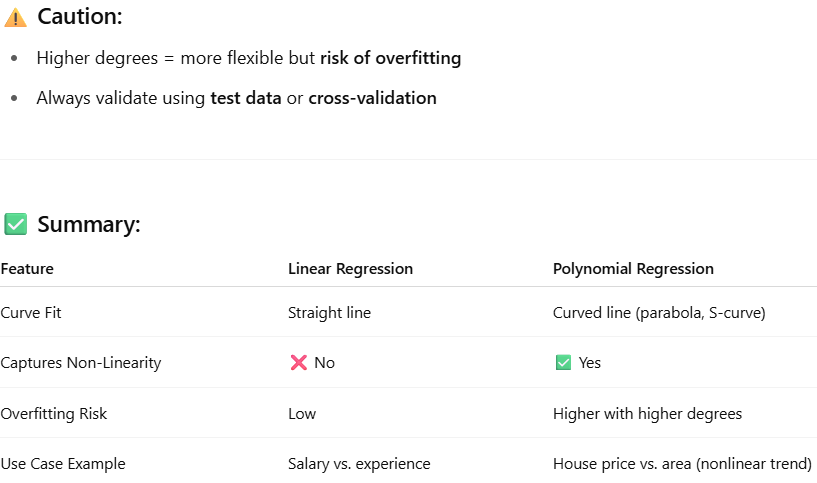 ⚠️ Caution:
• Higher degrees = more flexible but risk of overfitting
• Always validate using test data or cross-validation
✅ Summary:
Feature Linear Regression Polynomial Regression
Curve Fit Straight line Curved line (parabola, S-curve)
Captures Non-Linearity ❌ No ✅ Yes
Overfitting Risk Low Higher with higher degrees
Use Case Example Salary vs. experience House price vs. area (nonlinear trend)